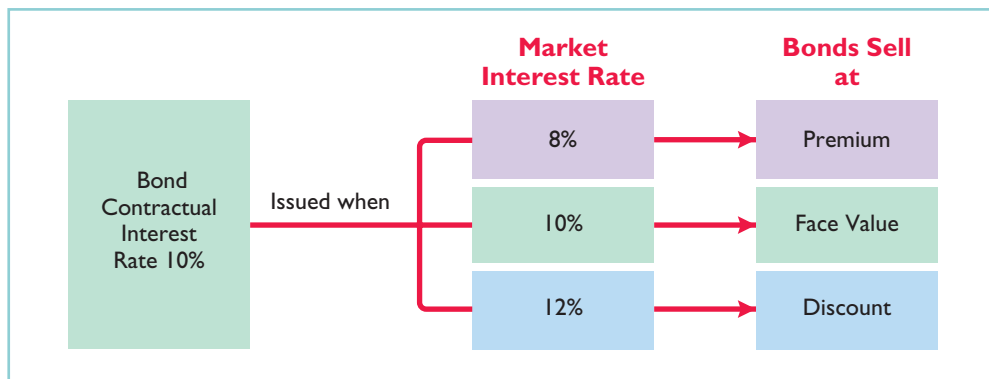 Market
Interest Rate
Bonds Sell
at
Bond
Contractual
Interest
Rate 10%
Issued when
8%
Premium
10%
Face Value
12%
Discount